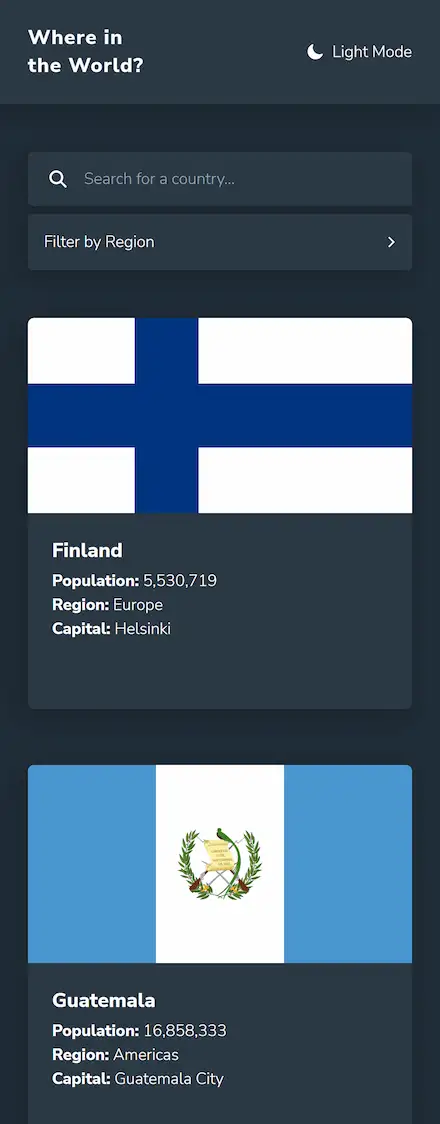 Where in
the World?
Light Mode
Search for a country...
Filter by Region
Finland
Population: 5,530,719
Region: Europe
Capital: Helsinki
Guatemala
Population: 16,858,333
Region: Americas
Capital: Guatemala City